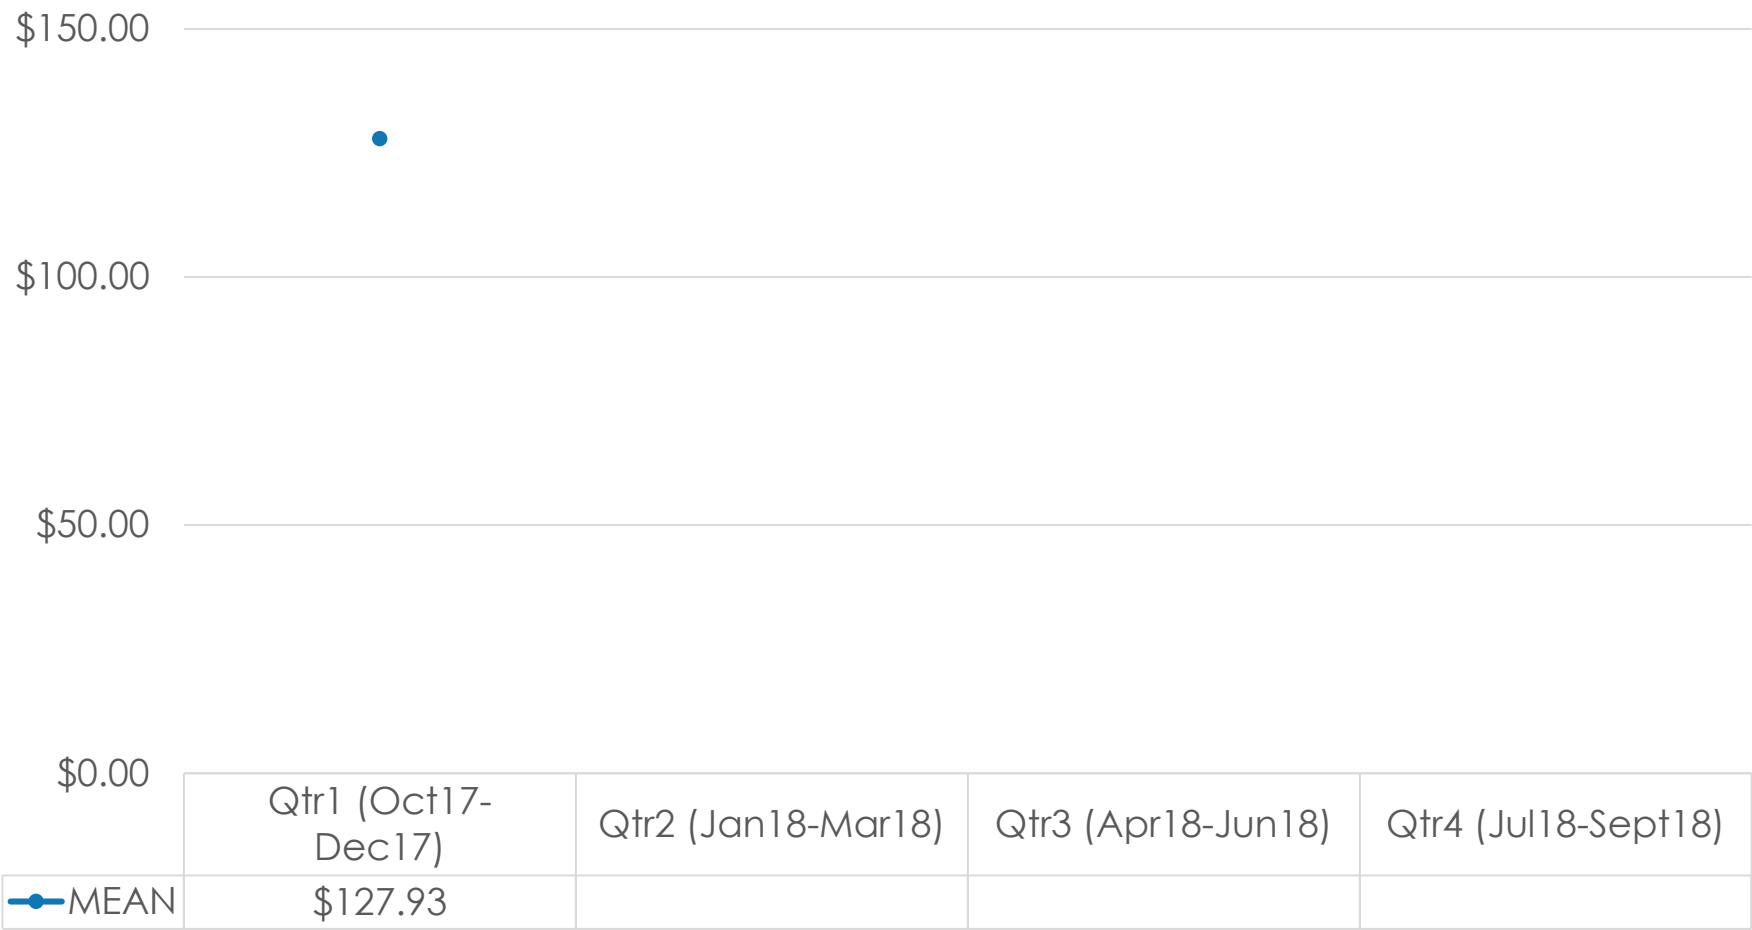 $150.00
$100.00
$50.00
$0.00
Qtr1 (Oct17-
Dec17)
Qtr2 (Jan18-Mar18)
Qtr3 (Apr18-Jun18)
Qtr4 (Jul18-Sept18)
MEAN
$127.93